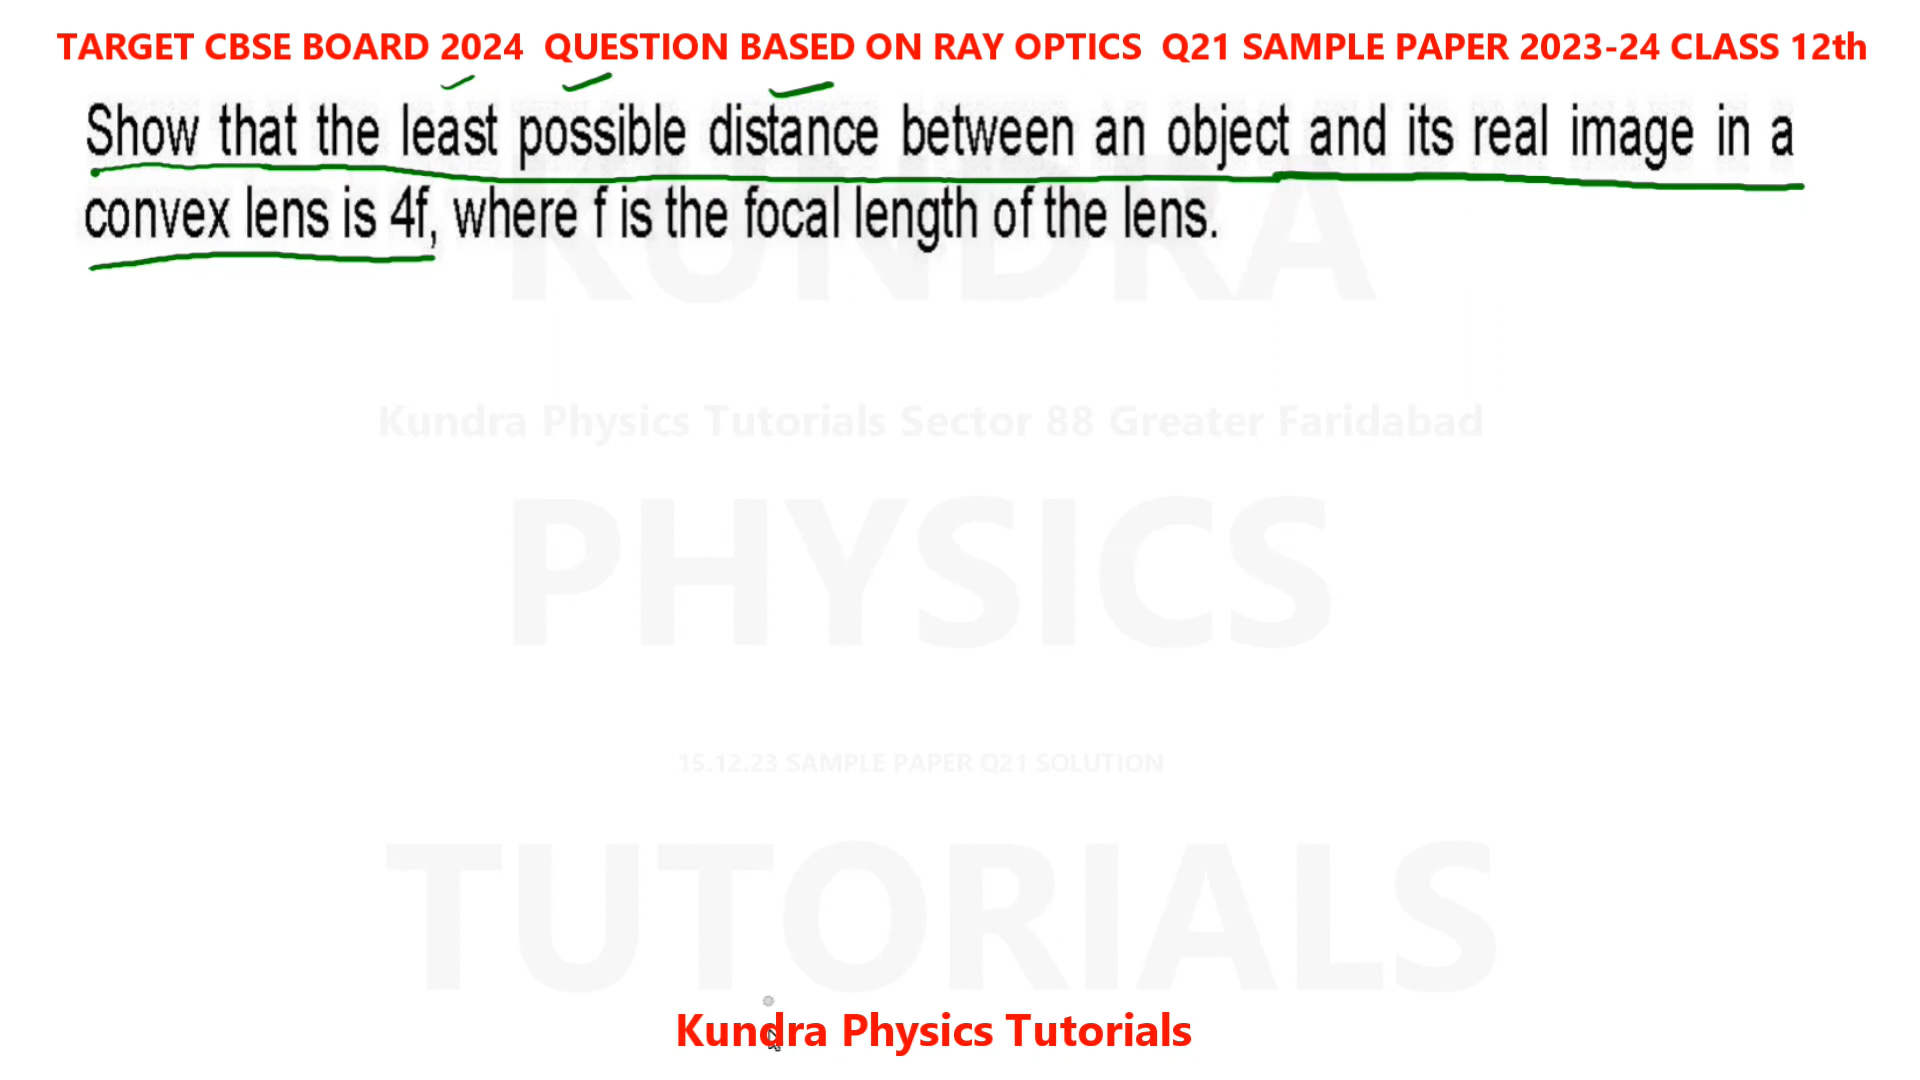 TARGET CBSE BOARD 2024 QUESTION BASED ON RAY OPTICS Q21 SAMPLE PAPER 2023-24 CLASS 12th
Show that the least possible distance between an object and its real image in a
convex lens is 4f, where f is the focal length of the lens.
KUNDRA
Kundra Physics Tutorials Sector 88 Greater Faridabad
PHYSICS
15.12.23 SAMPLE PAPER Q21 SOLUTION
TUTORIALS
Kundra Physics Tutorials